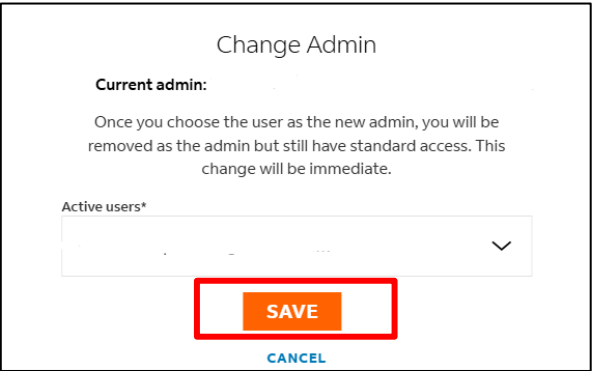 Change Admin
Current admin:
Once you choose the user as the new admin, you will be
removed as the admin but still have standard access. This
change will be immediate.
Active users*
SAVE
CANCEL